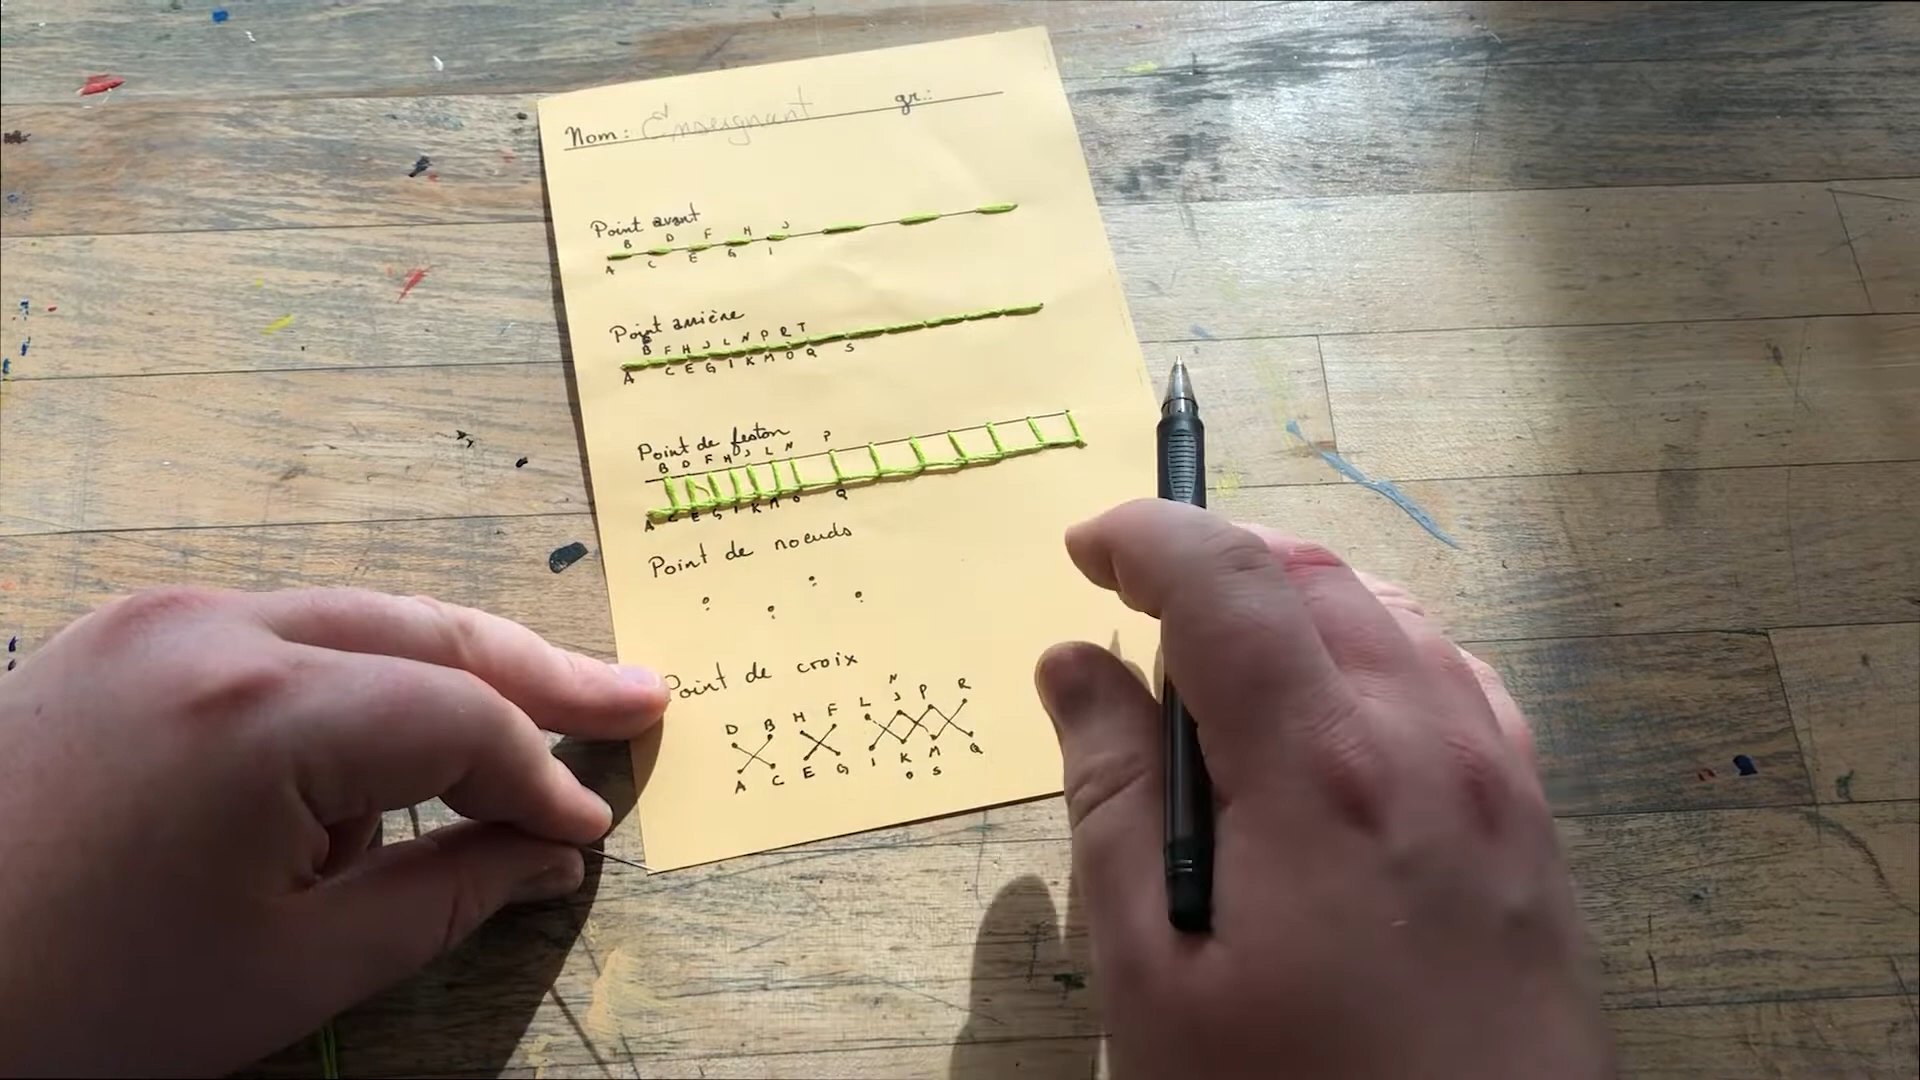 Nom: Enseignant gr.:
Point avant
B D F H J
A C E G I
Point arrière
B F H J L N P R T
A C E G I K M O Q S
Point de feston
B D F H J L N P
A C E G I K M O Q
Point de noeuds
Point de croix
N
D B H F L J P R
A C E G I K M Q
O S